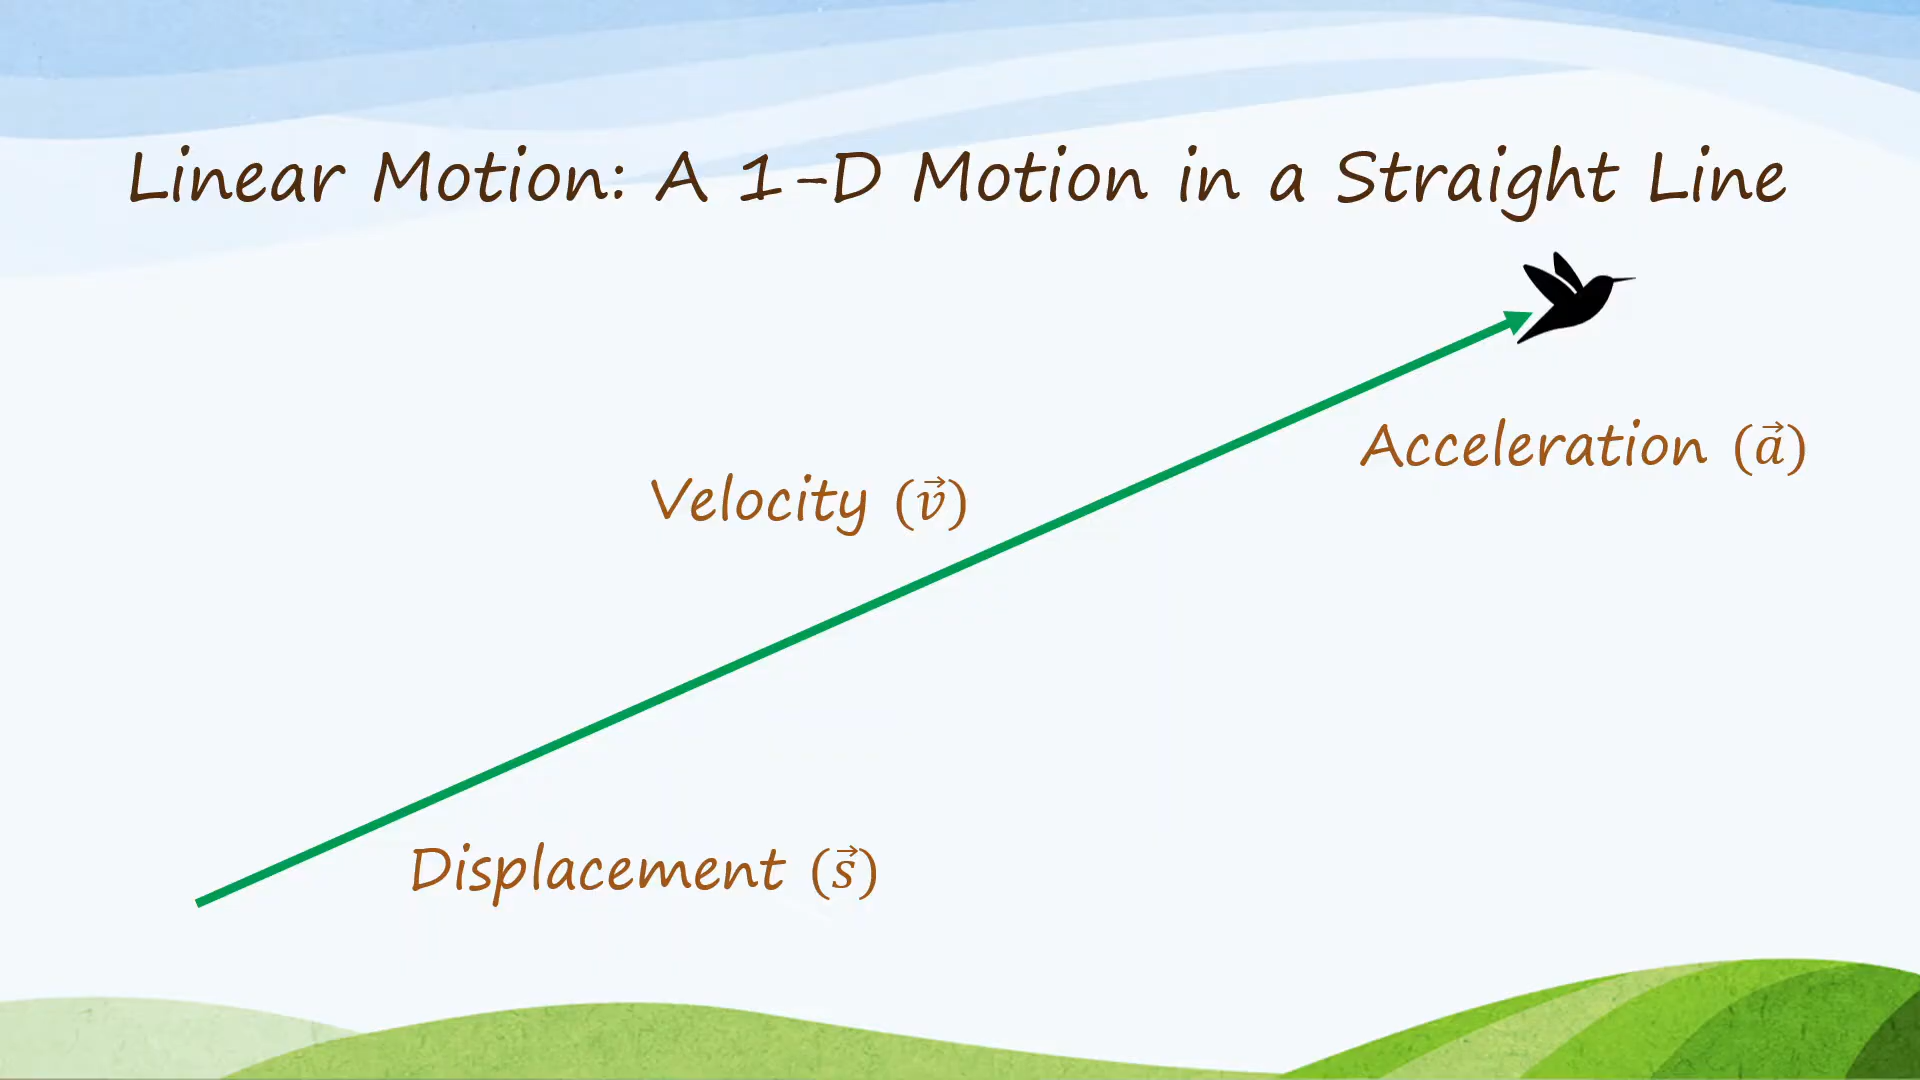 Linear Motion: A 1-D Motion in a Straight Line
Acceleration (a⃗)
Velocity (v⃗)
Displacement (s⃗)